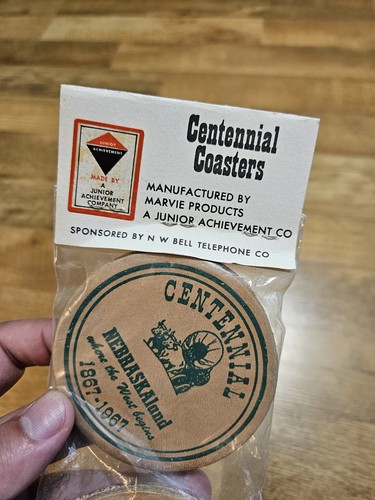 JUNIOR
ACHIEVEMENT
MADE BY
A
JUNIOR
ACHIEVEMENT
COMPANY
Centennial
Coasters
MANUFACTURED BY
MARVIE PRODUCTS
A JUNIOR ACHIEVEMENT CO
SPONSORED BY N W BELL TELEPHONE CO
CENTENNIAL
NEBRASKAland
where the West begins
1867-1967